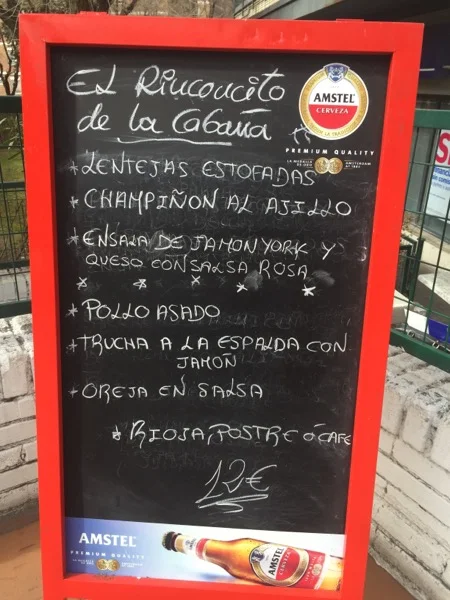 El Rinconcito
de la Cabaña
AMSTEL
CERVEZA
PREMIUM QUALITY
* LENTEJAS ESTOFADAS
* CHAMPIÑON AL AJILLO
* ENSALA DE JAMON YORK Y
QUESO CON SALSA ROSA
* POLLO ASADO
* TRUCHA A LA ESPALDA CON
JAMOÑ
* OREJA EN SALSA
* RIOJA, POSTRE Ó CAFE
12€
AMSTEL
PREMIUM QUALITY
AMSTEL